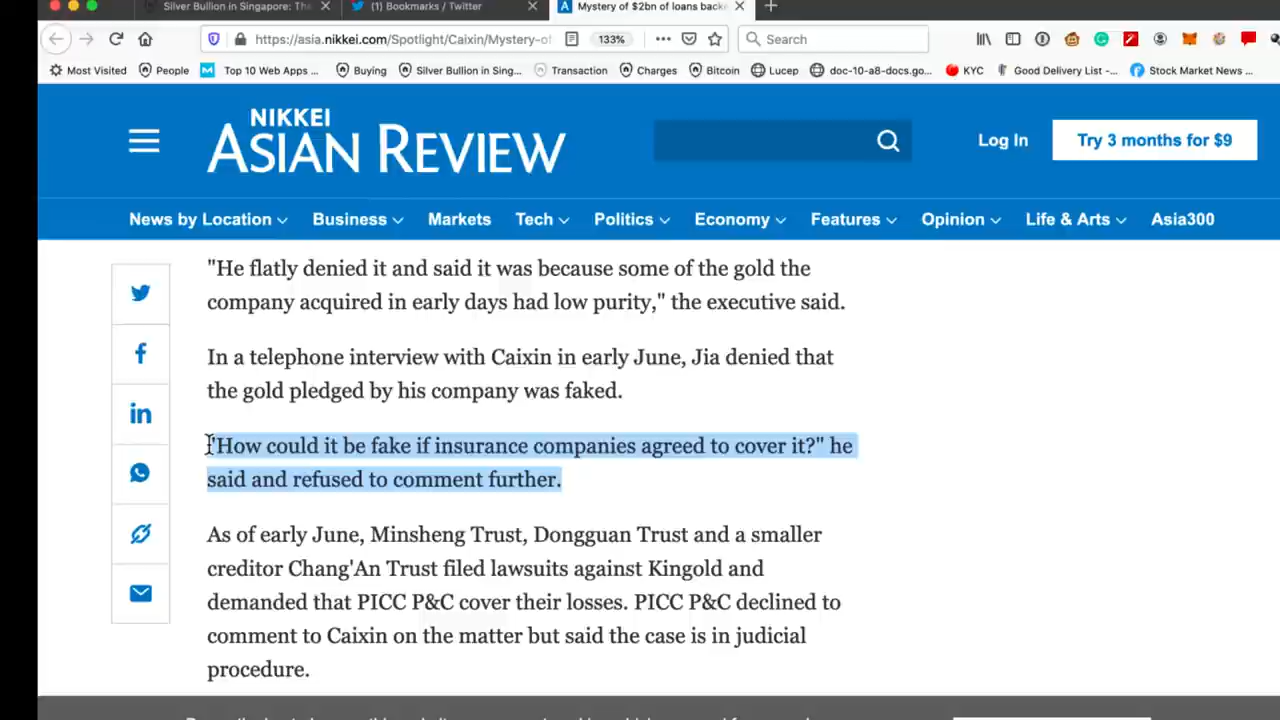 Silver Bullion in Singapore: The
(1) Bookmarks / Twitter
Mystery of $2bn of loans back
https://asia.nikkei.com/Spotlight/Caixin/Mystery-of
133%
Search
Most Visited
People
Top 10 Web Apps ...
Buying
Silver Bullion in Sing...
Transaction
Charges
Bitcoin
Lucep
doc-10-a8-docs.go...
KYC
Good Delivery List -...
Stock Market News ...
NIKKEI
ASIAN REVIEW
Log In
Try 3 months for $9
News by Location
Business
Markets
Tech
Politics
Economy
Features
Opinion
Life & Arts
Asia300
"He flatly denied it and said it was because some of the gold the
company acquired in early days had low purity," the executive said.
In a telephone interview with Caixin in early June, Jia denied that
the gold pledged by his company was faked.
"How could it be fake if insurance companies agreed to cover it?" he
said and refused to comment further.
As of early June, Minsheng Trust, Dongguan Trust and a smaller
creditor Chang'An Trust filed lawsuits against Kingold and
demanded that PICC P&C cover their losses. PICC P&C declined to
comment to Caixin on the matter but said the case is in judicial
procedure.